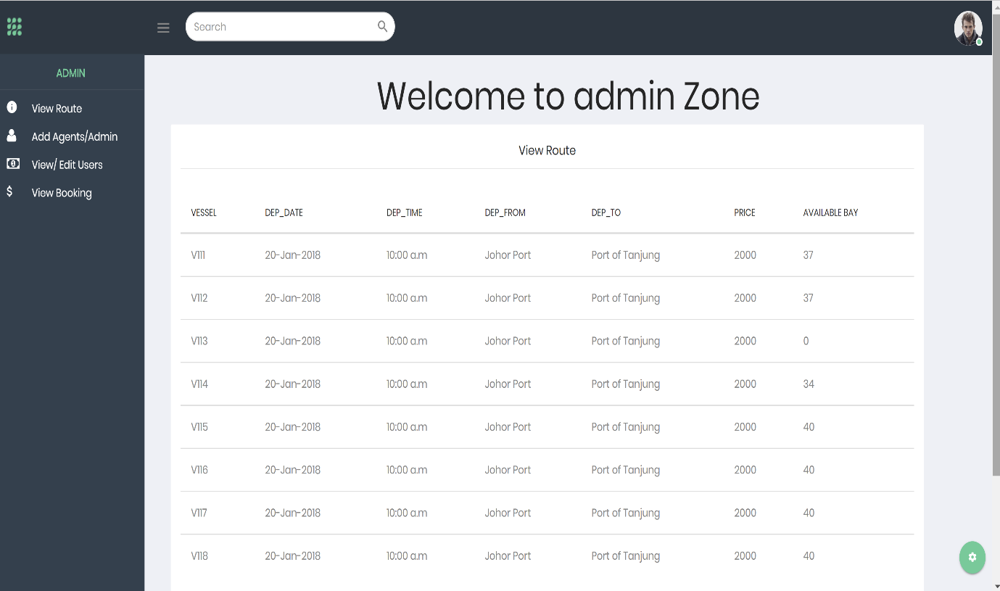 Search
ADMIN
View Route
Add Agents/Admin
View/ Edit Users
View Booking
Welcome to admin Zone
View Route
VESSEL DEP_DATE DEP_TIME DEP_FROM DEP_TO PRICE AVAILABLE BAY
V111 20-Jan-2018 10:00 a.m Johor Port Port of Tanjung 2000 37
V112 20-Jan-2018 10:00 a.m Johor Port Port of Tanjung 2000 37
V113 20-Jan-2018 10:00 a.m Johor Port Port of Tanjung 2000 0
V114 20-Jan-2018 10:00 a.m Johor Port Port of Tanjung 2000 34
V115 20-Jan-2018 10:00 a.m Johor Port Port of Tanjung 2000 40
V116 20-Jan-2018 10:00 a.m Johor Port Port of Tanjung 2000 40
V117 20-Jan-2018 10:00 a.m Johor Port Port of Tanjung 2000 40
V118 20-Jan-2018 10:00 a.m Johor Port Port of Tanjung 2000 40